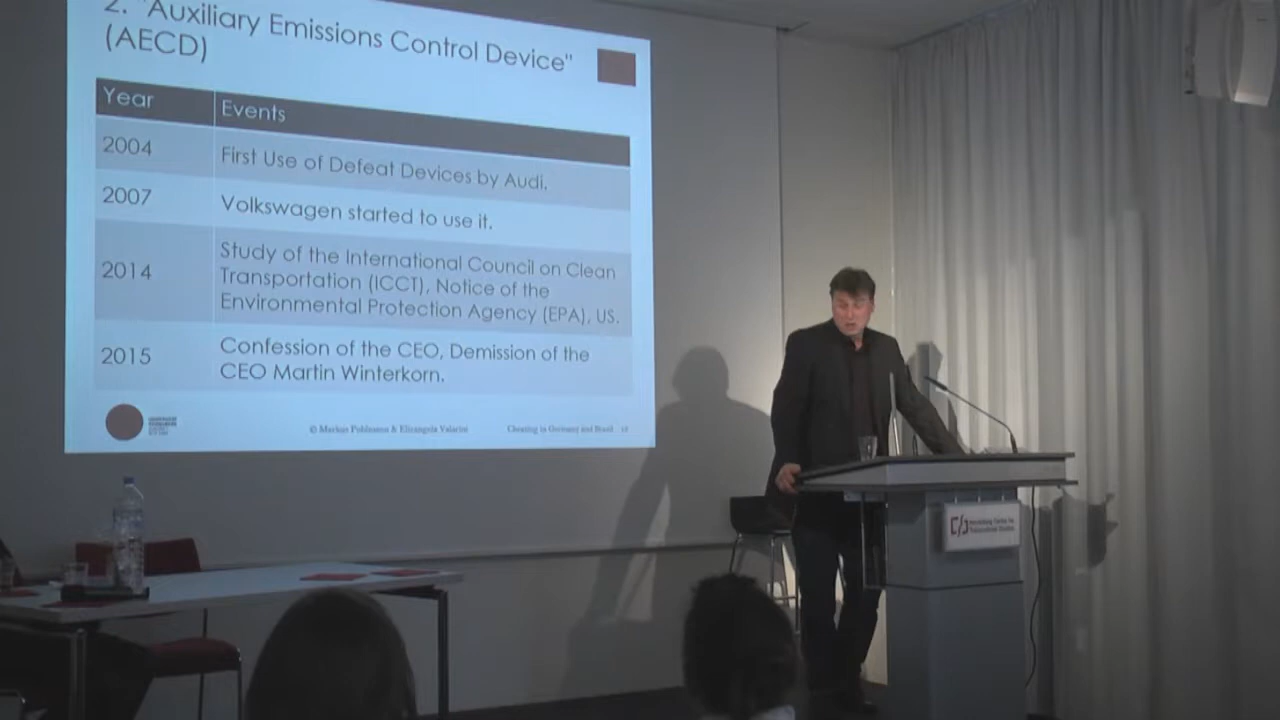 2. "Auxiliary Emissions Control Device"
(AECD)
Year
Events
2004
First Use of Defeat Devices by Audi.
2007
Volkswagen started to use it.
2014
Study of the International Council on Clean
Transportation (ICCT), Notice of the
Environmental Protection Agency (EPA), US.
2015
Confession of the CEO, Demission of the
CEO Martin Winterkorn.
© Markus Pohlmann & Elizangela Valarini
Cheating in Germany and Brazil